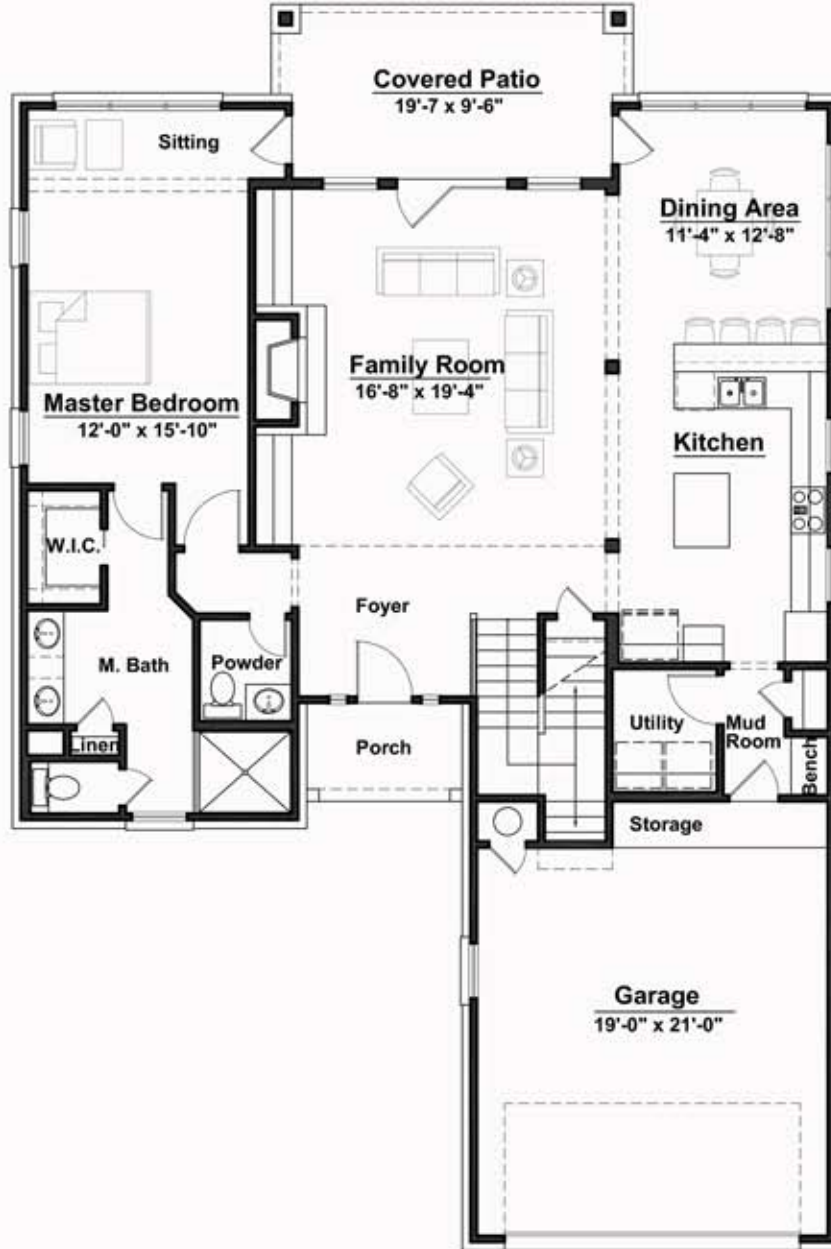 Covered Patio
19'-7 x 9'-6"
Sitting
Dining Area
11'-4" x 12'-8"
Family Room
16'-8" x 19'-4"
Master Bedroom
12'-0" x 15'-10"
Kitchen
W.I.C.
Foyer
M. Bath
Powder
Porch
Utility
Mud
Room
Linen
Bench
Storage
Garage
19'-0" x 21'-0"